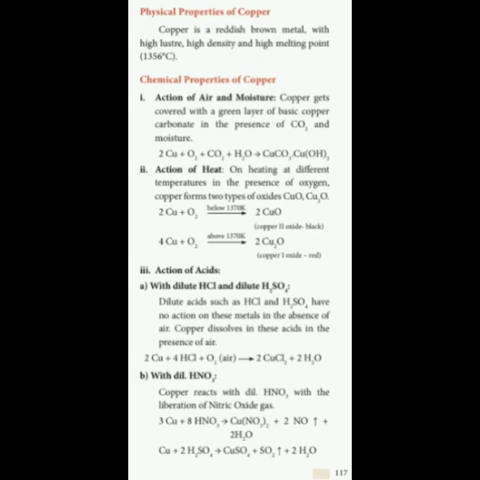 Physical Properties of Copper
Copper is a reddish brown metal, with
high lustre, high density and high melting point
(1356°C).
Chemical Properties of Copper
i. Action of Air and Moisture: Copper gets
covered with a green layer of basic copper
carbonate in the presence of CO₂ and
moisture.
2 Cu + O₂ + CO₂ + H₂O → CuCO₃.Cu(OH)₂
ii. Action of Heat: On heating at different
temperatures in the presence of oxygen,
copper forms two types of oxides CuO, Cu₂O.
below 1370K
2 Cu + O₂ ⟶ 2 CuO
(copper II oxide- black)
above 1370K
4 Cu + O₂ ⟶ 2 Cu₂O
(copper I oxide – red)
iii. Action of Acids:
a) With dilute HCl and dilute H₂SO₄:
Dilute acids such as HCl and H₂SO₄ have
no action on these metals in the absence of
air. Copper dissolves in these acids in the
presence of air.
2 Cu + 4 HCl + O₂ (air) ⟶ 2 CuCl₂ + 2 H₂O
b) With dil. HNO₃:
Copper reacts with dil. HNO₃ with the
liberation of Nitric Oxide gas.
3 Cu + 8 HNO₃ → Cu(NO₃)₂ + 2 NO ↑ +
2H₂O
Cu + 2 H₂SO₄ → CuSO₄ + SO₂ ↑ + 2 H₂O
117